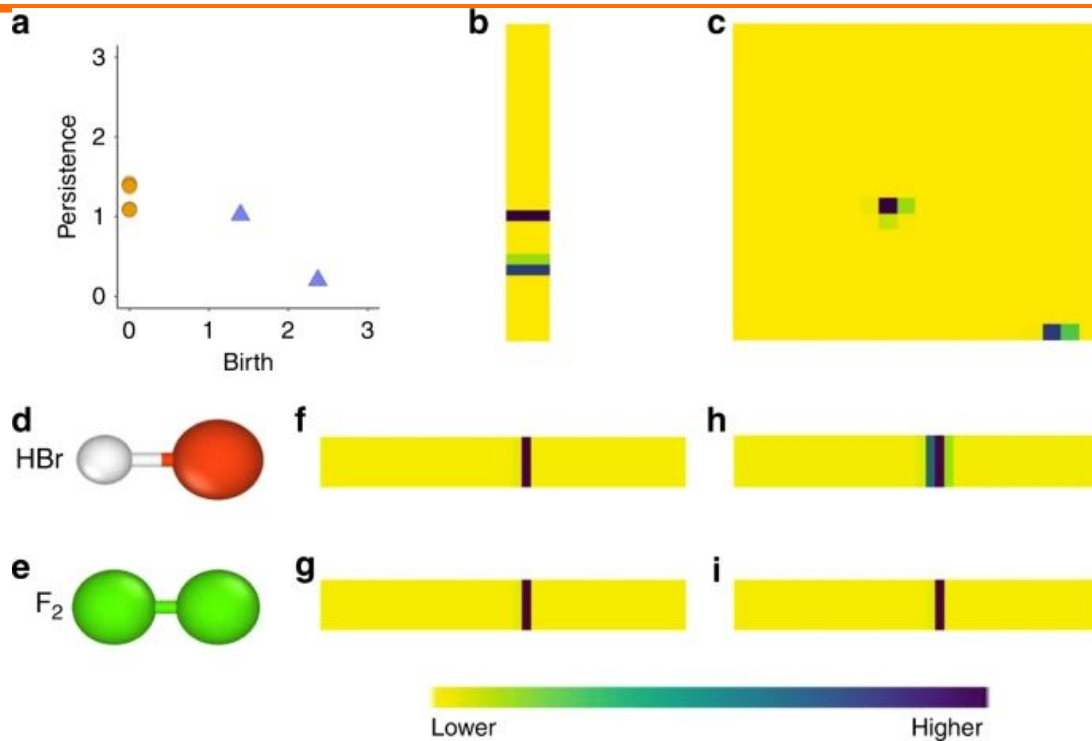 a
b
c
3
2
1
0
Persistence
0 1 2 3
Birth
d
HBr
f
h
e
F₂
g
i
Lower
Higher